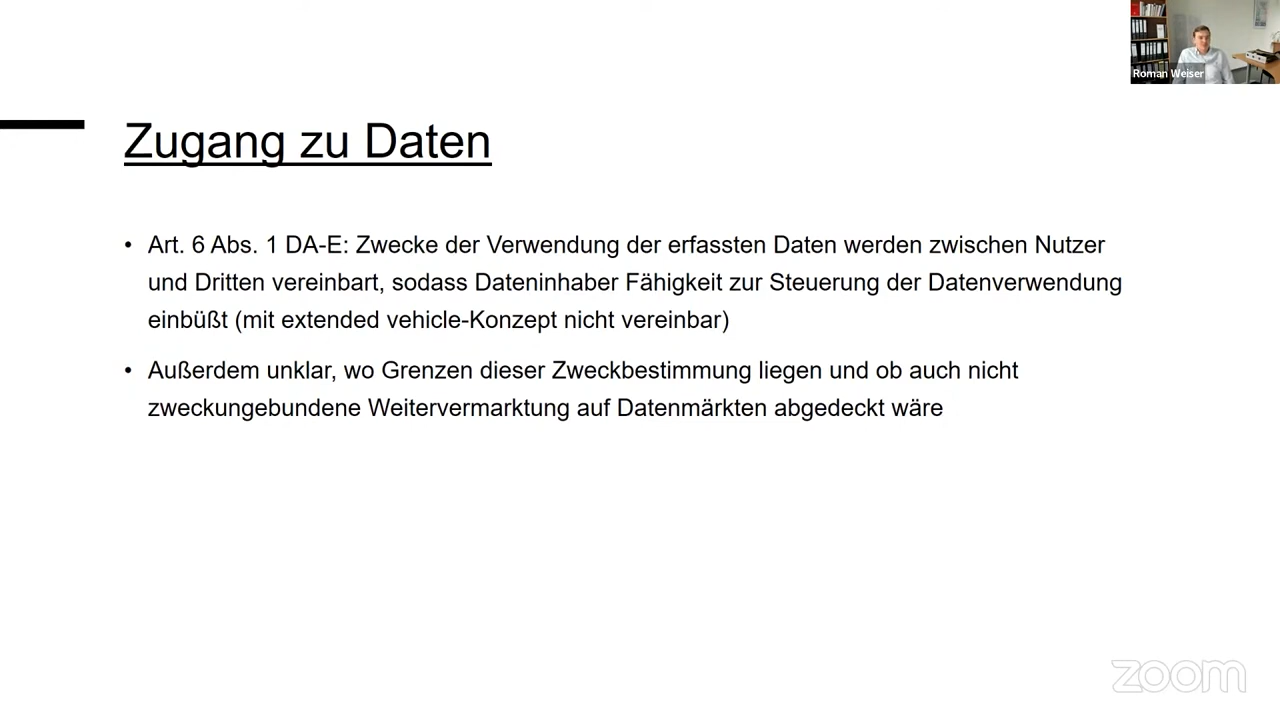 Roman Weiser
Zugang zu Daten
• Art. 6 Abs. 1 DA-E: Zwecke der Verwendung der erfassten Daten werden zwischen Nutzer
und Dritten vereinbart, sodass Dateninhaber Fähigkeit zur Steuerung der Datenverwendung
einbüßt (mit extended vehicle-Konzept nicht vereinbar)
• Außerdem unklar, wo Grenzen dieser Zweckbestimmung liegen und ob auch nicht
zweckungebundene Weitervermarktung auf Datenmärkten abgedeckt wäre
zoom